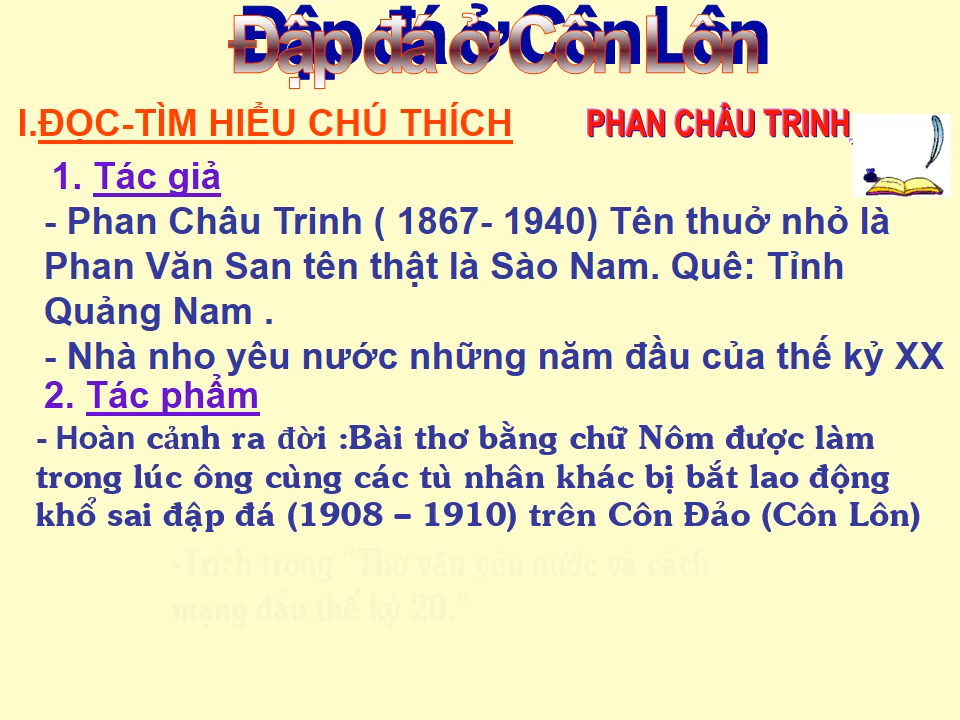 Đập đá ở Côn Lôn
I.ĐỌC-TÌM HIỂU CHÚ THÍCH
PHAN CHÂU TRINH
1. Tác giả
- Phan Châu Trinh ( 1867- 1940) Tên thuở nhỏ là
Phan Văn San tên thật là Sào Nam. Quê: Tỉnh
Quảng Nam .
- Nhà nho yêu nước những năm đầu của thế kỷ XX
2. Tác phẩm
- Hoàn cảnh ra đời :Bài thơ bằng chữ Nôm được làm
trong lúc ông cùng các tù nhân khác bị bắt lao động
khổ sai đập đá (1908 – 1910) trên Côn Đảo (Côn Lôn)
-Trích trong “Thơ văn yêu nước và cách
mạng đầu thế kỷ 20.”